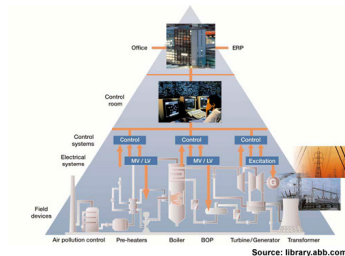 Office
ERP
Control
room
Control
systems
Control
Control
Control
Electrical
systems
MV / LV
MV / LV
Excitation
Field
devices
Air pollution control
Pre-heaters
Boiler
BOP
Turbine/Generator
Transformer
Source: library.abb.com